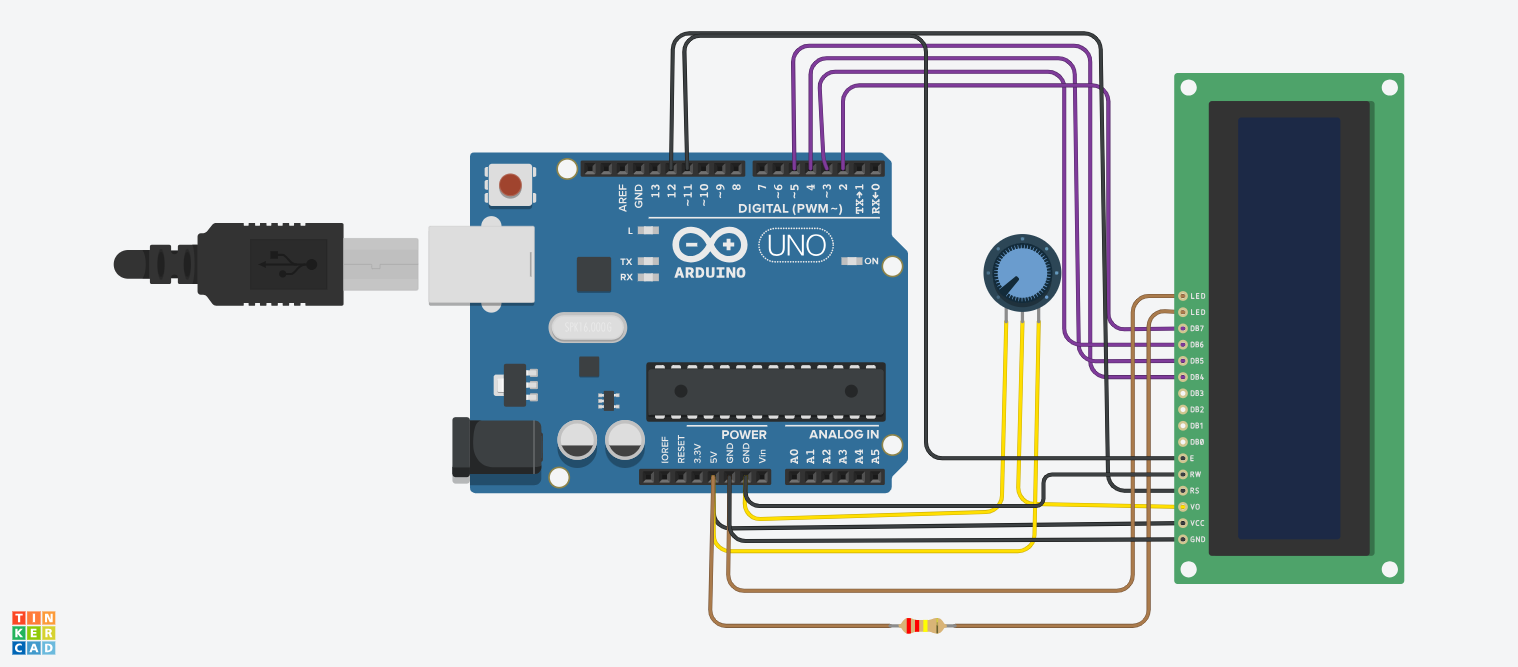 AREF
GND
13
12
~11
~10
~9
8
7
~6
~5
4
~3
2
TX→1
RX←0
DIGITAL (PWM~)
L
TX
RX
ARDUINO
UNO
ON
SPK16.000G
IOREF
RESET
3.3V
5V
GND
GND
Vin
POWER
ANALOG IN
A0
A1
A2
A3
A4
A5
LED
LED
DB7
DB6
DB5
DB4
DB3
DB2
DB1
DB0
E
RW
RS
VO
VCC
GND
TIN
KER
CAD